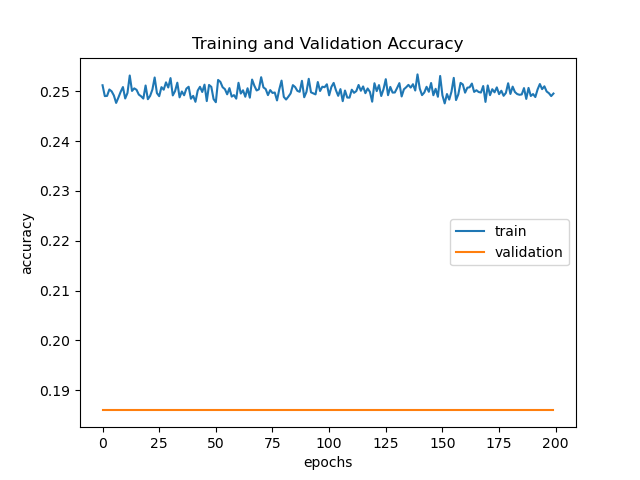 Training and Validation Accuracy
0.25
0.24
0.23
0.22
0.21
0.20
0.19
accuracy
train
validation
0 25 50 75 100 125 150 175 200
epochs